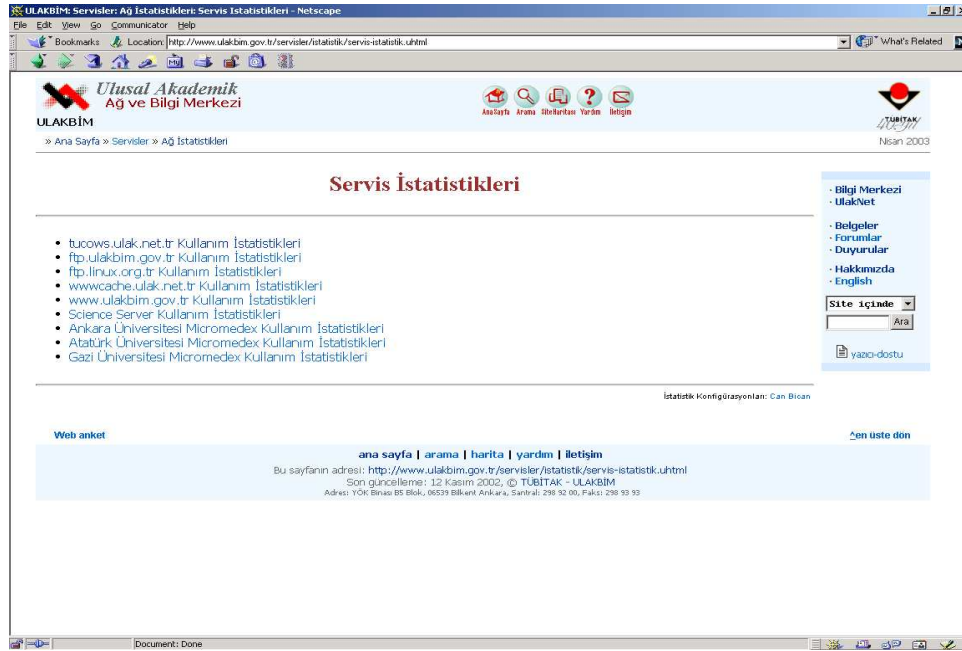 ULAKBİM: Servisler: Ağ İstatistikleri: Servis Istatistikleri - Netscape
File Edit View Go Communicator Help
Bookmarks Location: http://www.ulakbim.gov.tr/servisler/istatistik/servis-istatistik.uhtml What's Related
Ulusal Akademik
Ağ ve Bilgi Merkezi
ULAKBİM
AnaSayfa Arama SiteHaritası Yardım İletişim
TÜBİTAK
» Ana Sayfa » Servisler » Ağ İstatistikleri
Nisan 2003
Servis İstatistikleri
• tucows.ulak.net.tr Kullanım İstatistikleri
• ftp.ulakbim.gov.tr Kullanım İstatistikleri
• ftp.linux.org.tr Kullanım İstatistikleri
• wwwcache.ulak.net.tr Kullanım İstatistikleri
• www.ulakbim.gov.tr Kullanım İstatistikleri
• Science Server Kullanım İstatistikleri
• Ankara Üniversitesi Micromedex Kullanım İstatistikleri
• Atatürk Üniversitesi Micromedex Kullanım İstatistikleri
• Gazi Üniversitesi Micromedex Kullanım İstatistikleri
· Bilgi Merkezi
· UlakNet
· Belgeler
· Forumlar
· Duyurular
· Hakkımızda
· English
Site içinde
Ara
yazıcı-dostu
İstatistik Konfigürasyonları: Can Bican
Web anket
^en üste dön
ana sayfa | arama | harita | yardım | iletişim
Bu sayfanın adresi: http://www.ulakbim.gov.tr/servisler/istatistik/servis-istatistik.uhtml
Son güncelleme: 12 Kasım 2002, © TÜBİTAK - ULAKBİM
Adres: YÖK Binası B5 Blok, 06539 Bilkent Ankara, Santral: 298 92 00, Faks: 298 93 93
Document: Done